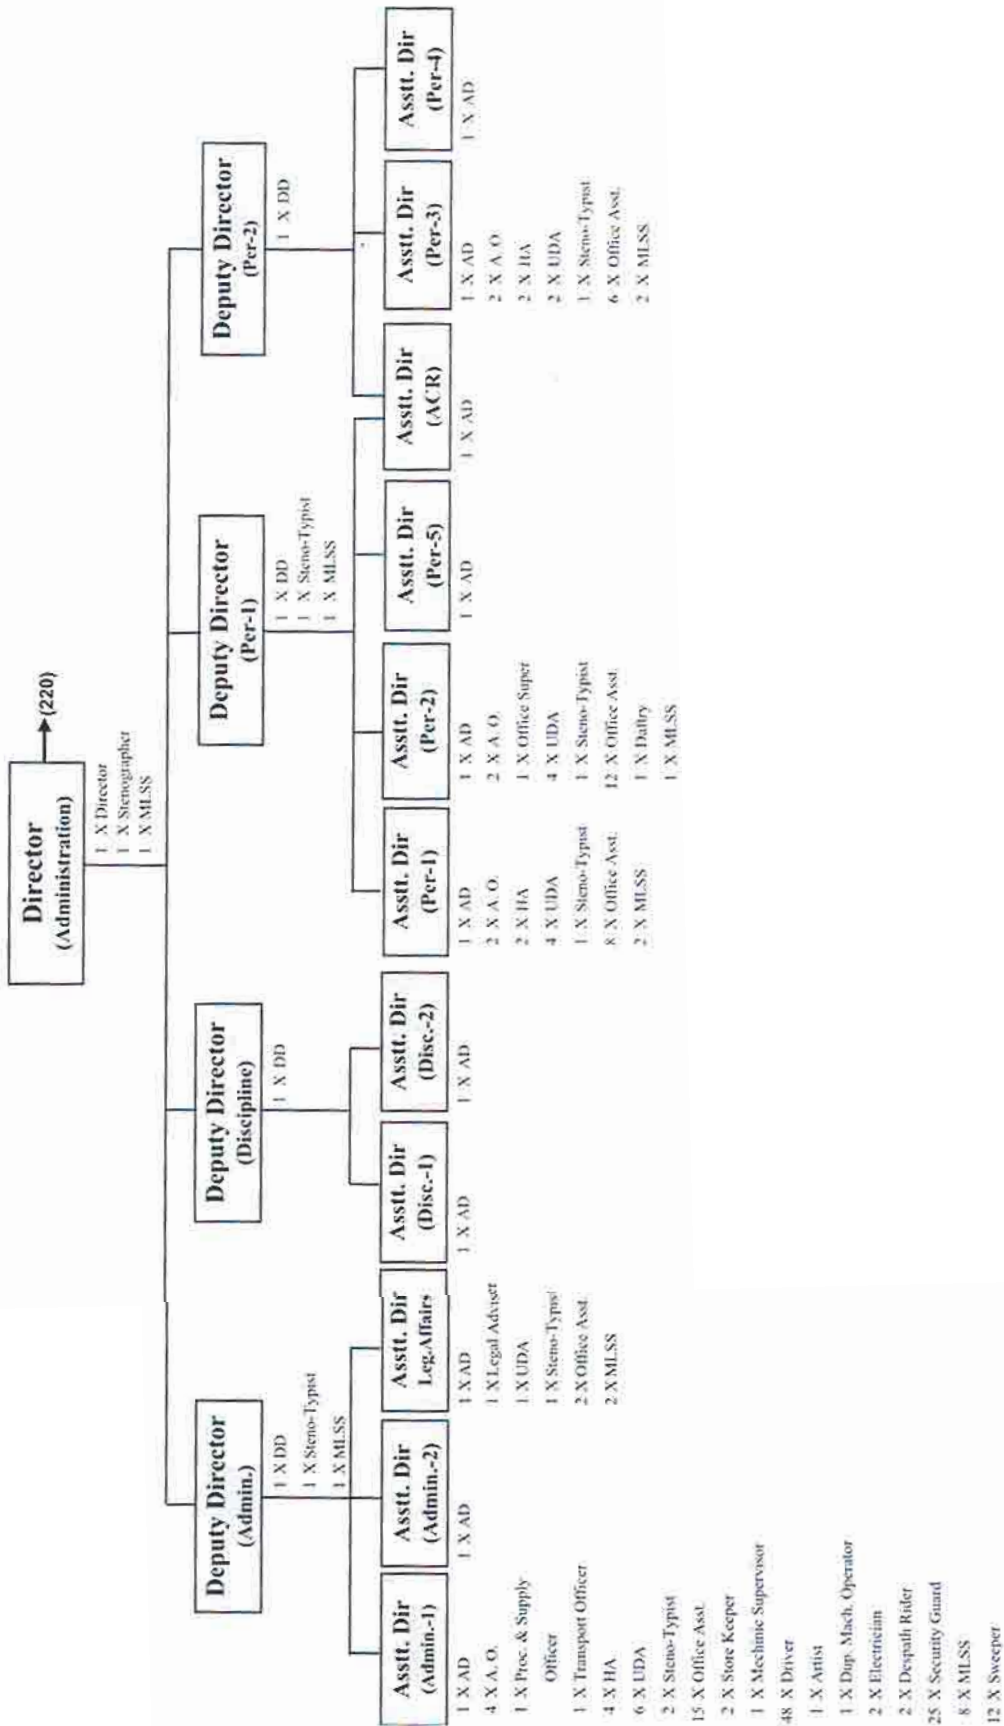 Director
(Administration)
(220)
1 X Director
1 X Stenographer
1 X MLSS
Deputy Director
(Admin.)
1 X DD
1 X Steno-Typist
1 X MLSS
Deputy Director
(Discipline)
1 X DD
Deputy Director
(Per-1)
1 X DD
1 X Steno-Typist
1 X MLSS
Deputy Director
(Per-2)
1 X DD
Asstt. Dir
(Admin.-1)
1 X AD
4 X A. O.
1 X Proc. & Supply
Officer
1 X Transport Officer
4 X HA
6 X UDA
2 X Steno-Typist
15 X Office Asst.
2 X Store Keeper
1 X Mechinic Supervisor
48 X Driver
1 X Artist
1 X Dup. Mach. Operator
2 X Electrician
2 X Despath Rider
25 X Security Guard
8 X MLSS
12 X Sweeper
Asstt. Dir
(Admin.-2)
1 X AD
Asstt. Dir
Leg.Affairs
1 X AD
1 X Legal Adviser
1 X UDA
1 X Steno-Typist
2 X Office Asst.
2 X MLSS
Asstt. Dir
(Disc.-1)
1 X AD
Asstt. Dir
(Disc.-2)
1 X AD
Asstt. Dir
(Per-1)
1 X AD
2 X A. O.
2 X HA
4 X UDA
1 X Steno-Typist
8 X Office Asst.
2 X MLSS
Asstt. Dir
(Per-2)
1 X AD
2 X A. O.
1 X Office Super
4 X UDA
1 X Steno-Typist
12 X Office Asst.
1 X Daftry
1 X MLSS
Asstt. Dir
(Per-5)
1 X AD
Asstt. Dir
(ACR)
1 X AD
Asstt. Dir
(Per-3)
1 X AD
2 X A. O.
2 X HA
2 X UDA
1 X Steno-Typist
6 X Office Asst.
2 X MLSS
Asstt. Dir
(Per-4)
1 X AD